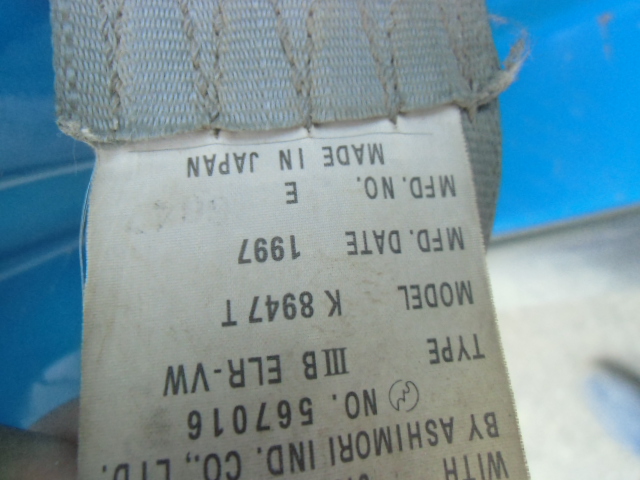 WITH
BY ASHIMORI IND. CO., LTD.
NO. 567016
TYPE IIIB ELR-VW
MODEL K 8947 T
MFD. DATE 1997
MFD. NO. E
MADE IN JAPAN